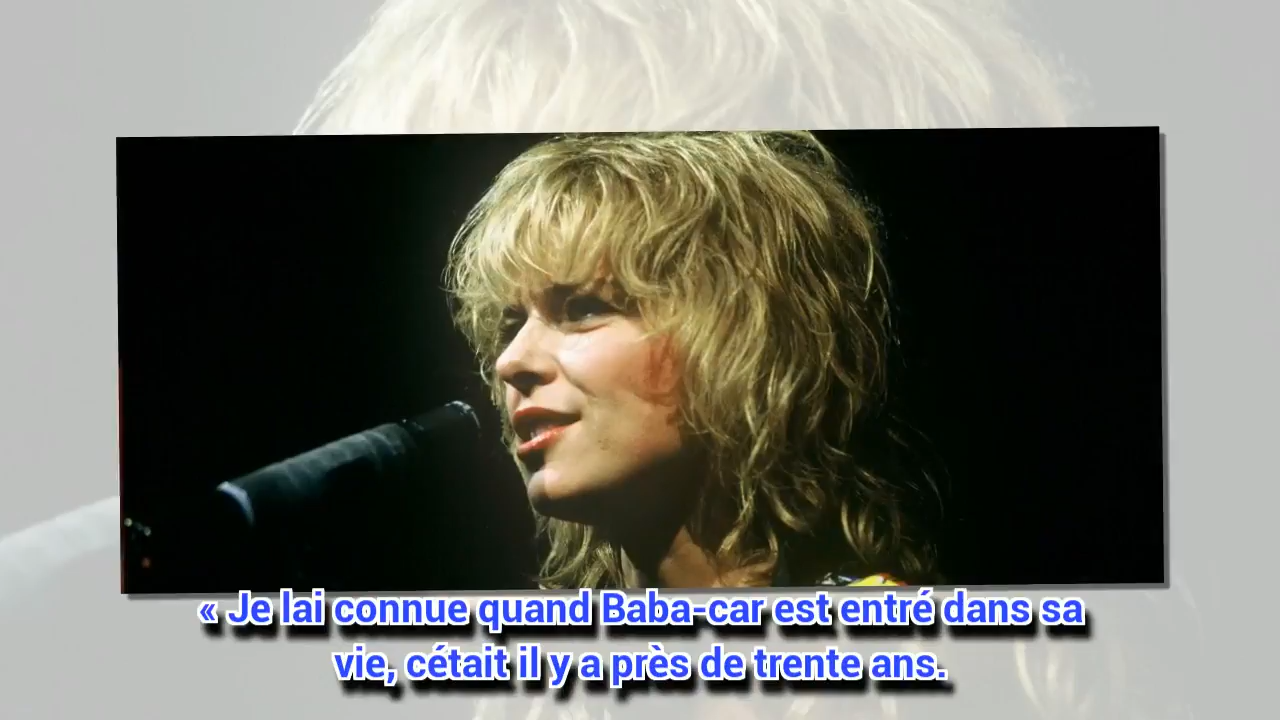 « Je lai connue quand Baba-car est entré dans sa
vie, cétait il y a près de trente ans.